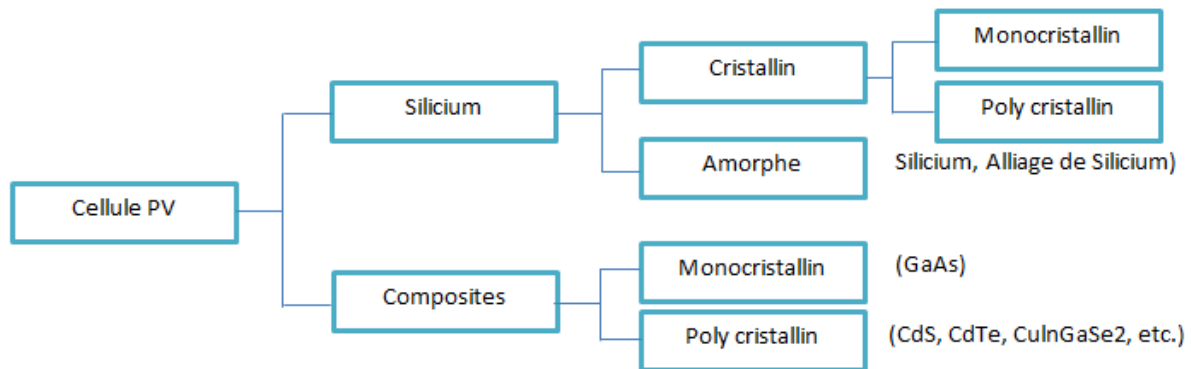 Monocristallin
Cristallin
Silicium
Poly cristallin
Amorphe
Silicium, Alliage de Silicium)
Cellule PV
Monocristallin
(GaAs)
Composites
Poly cristallin
(CdS, CdTe, CuInGaSe2, etc.)